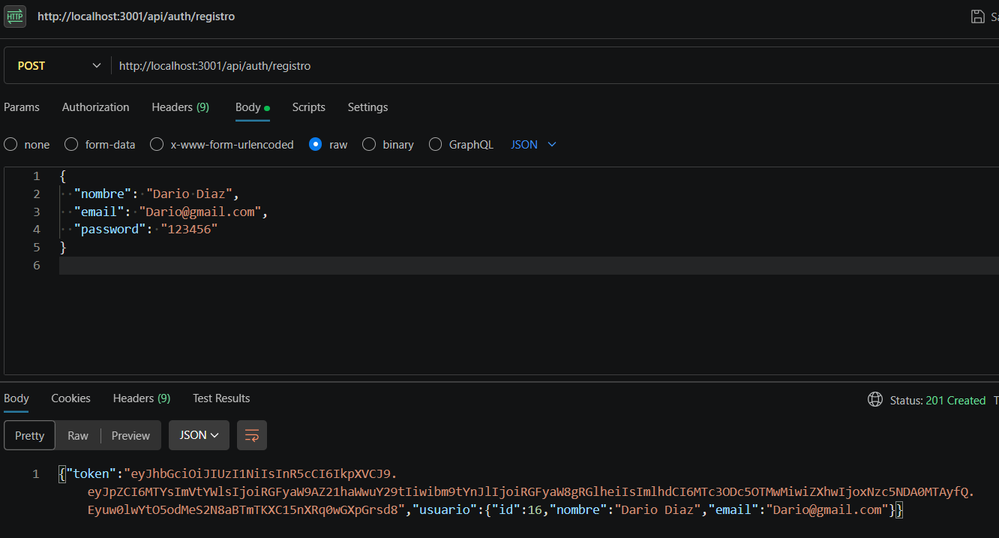 HTTP http://localhost:3001/api/auth/registro
POST http://localhost:3001/api/auth/registro
Params Authorization Headers (9) Body Scripts Settings
none form-data x-www-form-urlencoded raw binary GraphQL JSON
1 {
2 "nombre": "Dario Diaz",
3 "email": "Dario@gmail.com",
4 "password": "123456"
5 }
6
Body Cookies Headers (9) Test Results Status: 201 Created
Pretty Raw Preview JSON
1 {"token":"eyJhbGciOiJIUzI1NiIsInR5cCI6IkpXVCJ9.
eyJpZCI6MTYsImVtYWlsIjoiRGFyaW9AZ21haWwuY29tIiwibm9tYnJlIjoiRGFyaW8gRGlheiIsImlhdCI6MTc3ODc5OTMwMiwiZXhwIjoxNzc5NDA0MTAyfQ.
Eyuw0lwYtO5odMeS2N8aBTmTKXC15nXRq0wGXpGrsd8","usuario":{"id":16,"nombre":"Dario Diaz","email":"Dario@gmail.com"}}